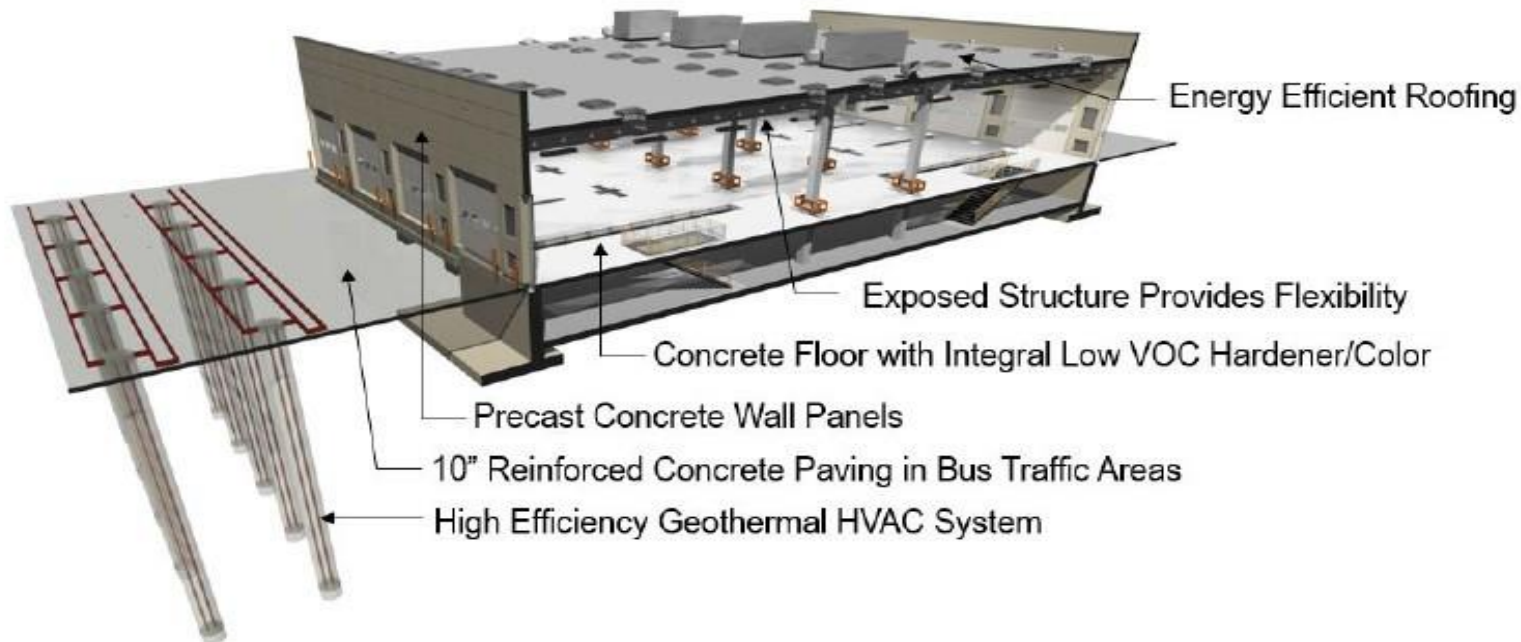 Energy Efficient Roofing
Exposed Structure Provides Flexibility
Concrete Floor with Integral Low VOC Hardener/Color
Precast Concrete Wall Panels
10” Reinforced Concrete Paving in Bus Traffic Areas
High Efficiency Geothermal HVAC System